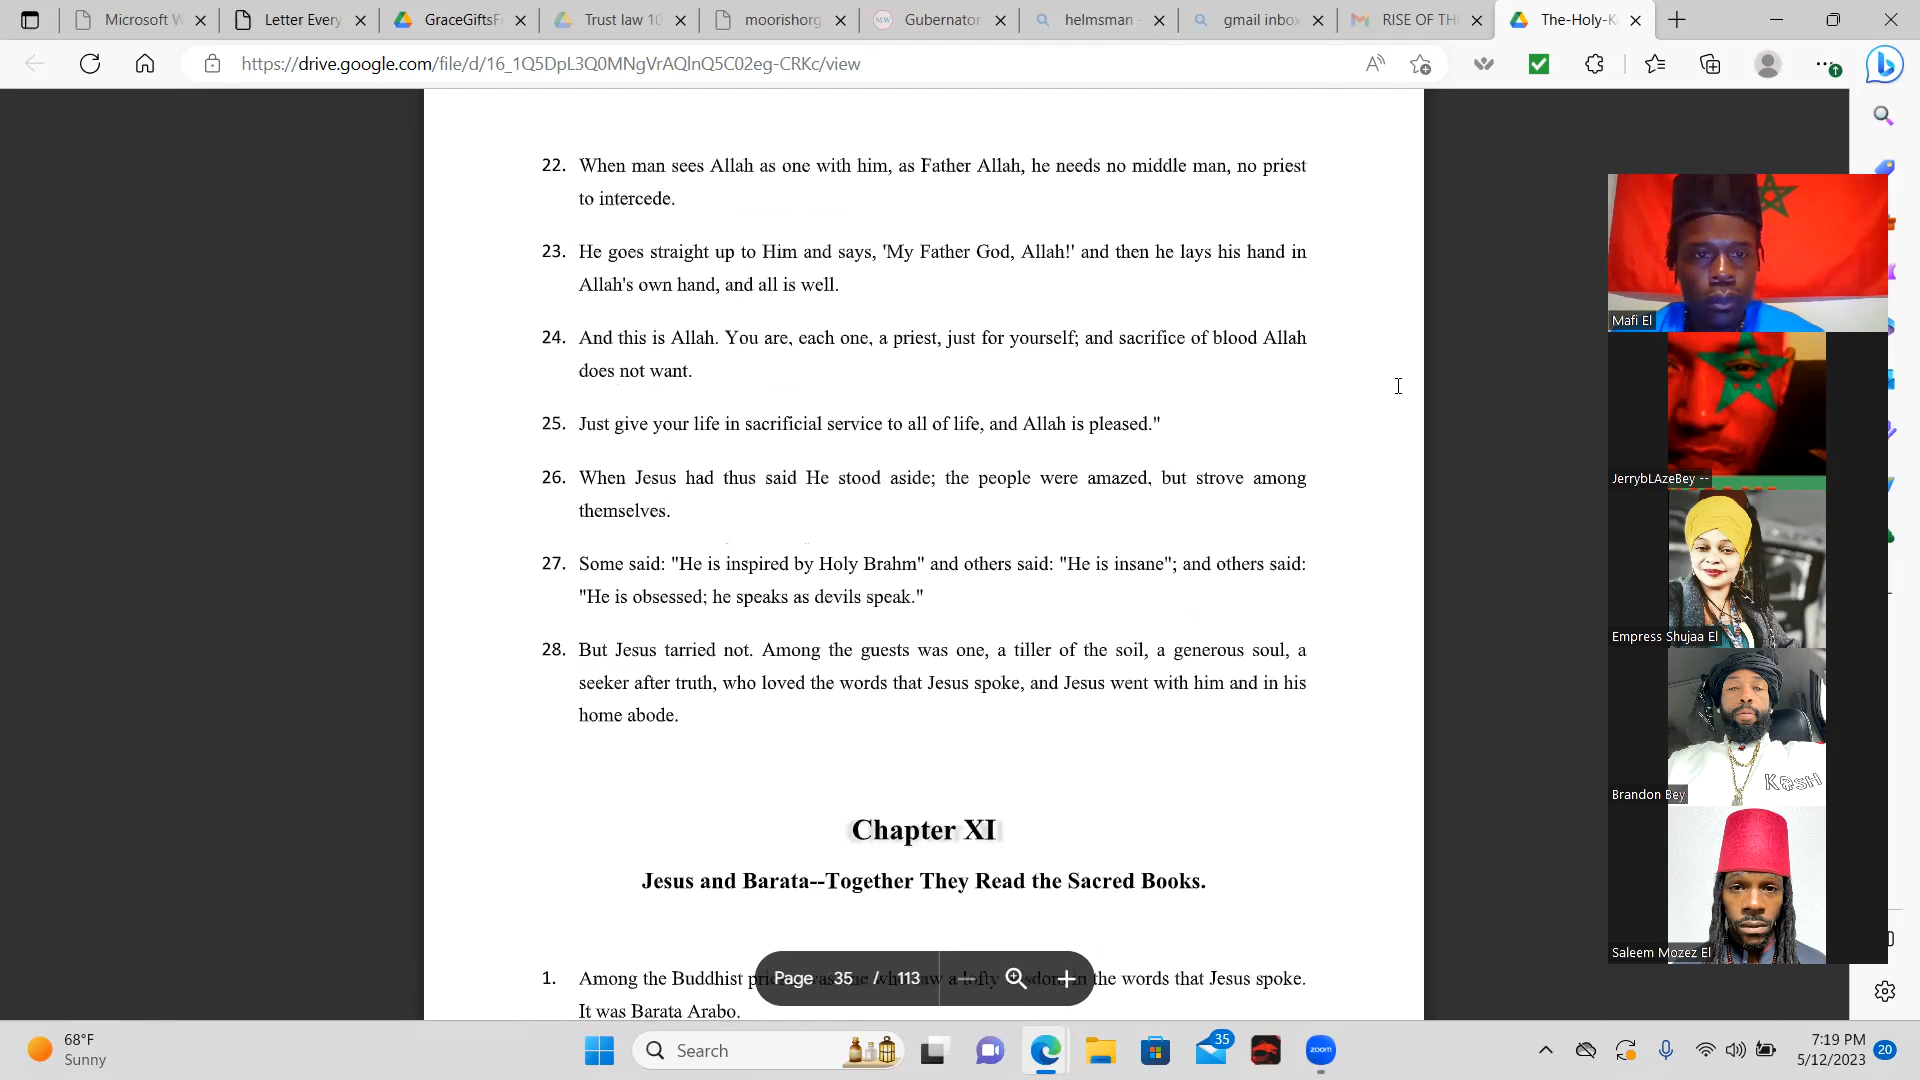 Microsoft W
Letter Every
GraceGiftsF
Trust law 10
moorishorg
Gubernator
helmsman
gmail inbox
RISE OF TH
The-Holy-K
https://drive.google.com/file/d/16_1Q5DpL3Q0MNgVrAQlnQ5C02eg-CRKc/view
22. When man sees Allah as one with him, as Father Allah, he needs no middle man, no priest
to intercede.
23. He goes straight up to Him and says, 'My Father God, Allah!' and then he lays his hand in
Allah's own hand, and all is well.
24. And this is Allah. You are, each one, a priest, just for yourself; and sacrifice of blood Allah
does not want.
25. Just give your life in sacrificial service to all of life, and Allah is pleased."
26. When Jesus had thus said He stood aside; the people were amazed, but strove among
themselves.
27. Some said: "He is inspired by Holy Brahm" and others said: "He is insane"; and others said:
"He is obsessed; he speaks as devils speak."
28. But Jesus tarried not. Among the guests was one, a tiller of the soil, a generous soul, a
seeker after truth, who loved the words that Jesus spoke, and Jesus went with him and in his
home abode.
Chapter XI
Jesus and Barata--Together They Read the Sacred Books.
1. Among the Buddhist the words that Jesus spoke.
It was Barata Arabo.
Page 35 / 113
Mafi El
JerrybLAzeBey --
Empress Shujaa El
Brandon Bey
KOSH
Saleem Mozez El
68°F
Sunny
Search
35
zoom
7:19 PM
5/12/2023
20